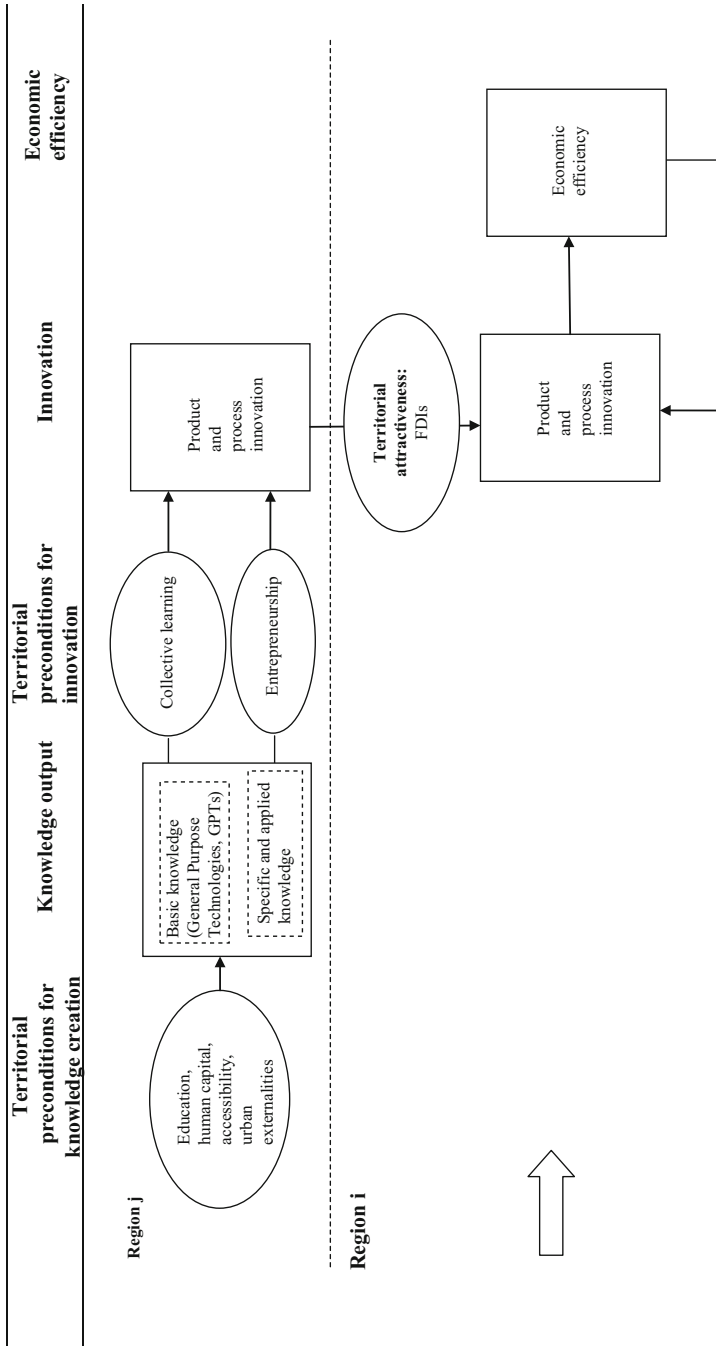 Territorial
preconditions for
knowledge creation
Knowledge output
Territorial
preconditions for
innovation
Innovation
Economic
efficiency
Region j
Education,
human capital,
accessibility,
urban
externalities
Basic knowledge
(General Purpose
Technologies, GPTs)
Specific and applied
knowledge
Collective learning
Entrepreneurship
Product
and
process
innovation
Region i
Territorial
attractiveness:
FDIs
Product
and
process
innovation
Economic
efficiency